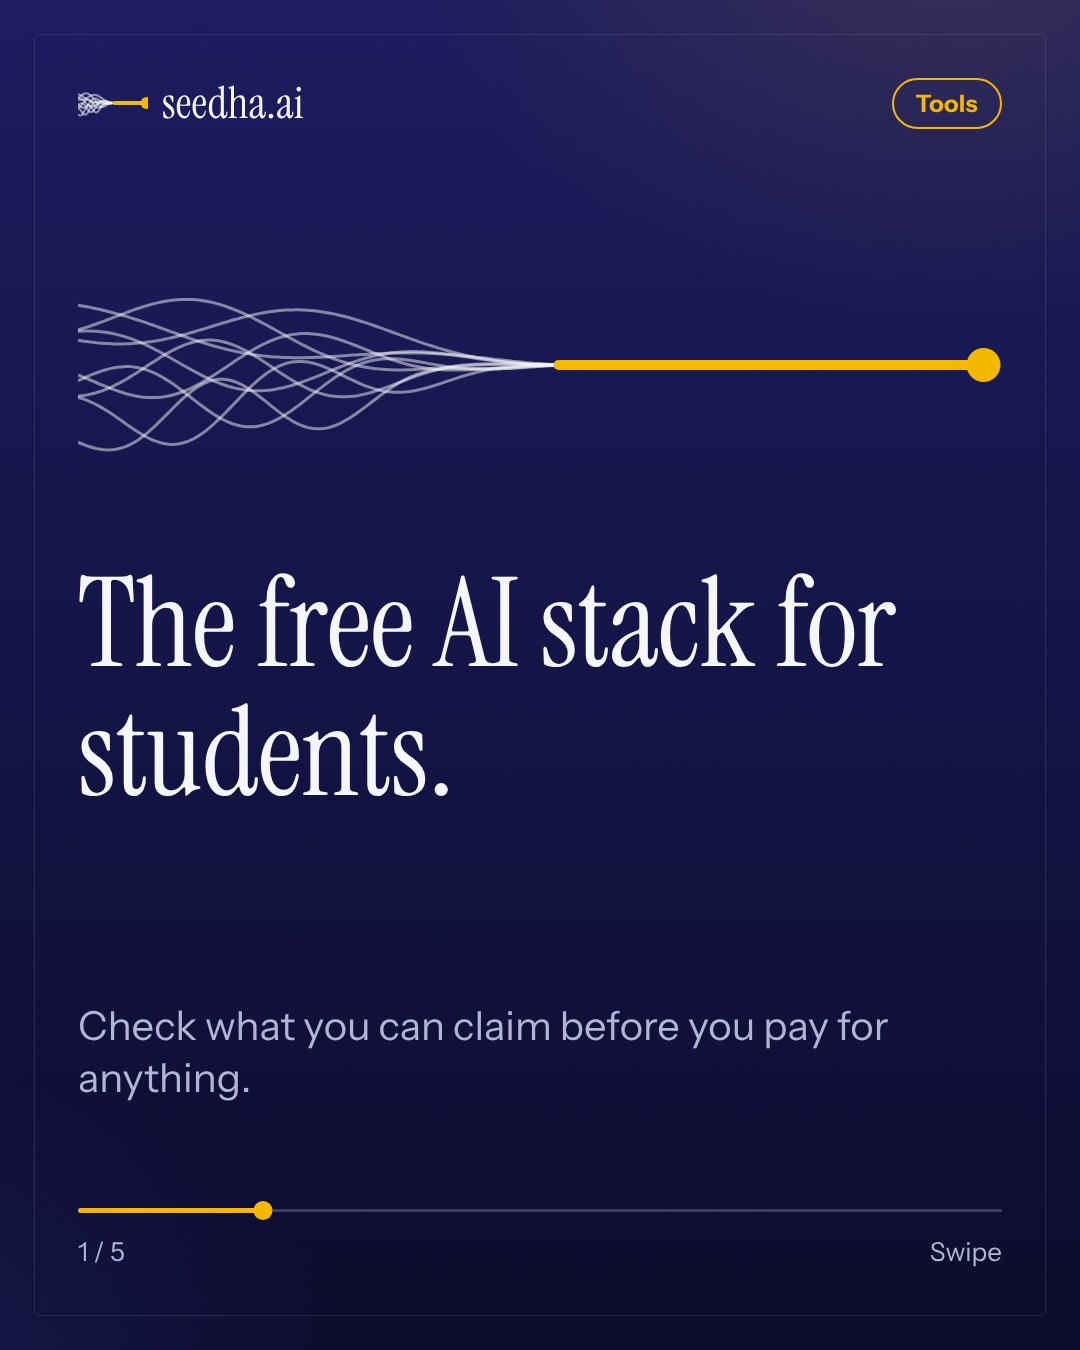 seedha.ai
Tools
The free AI stack for
students.
Check what you can claim before you pay for
anything.
1 / 5
Swipe